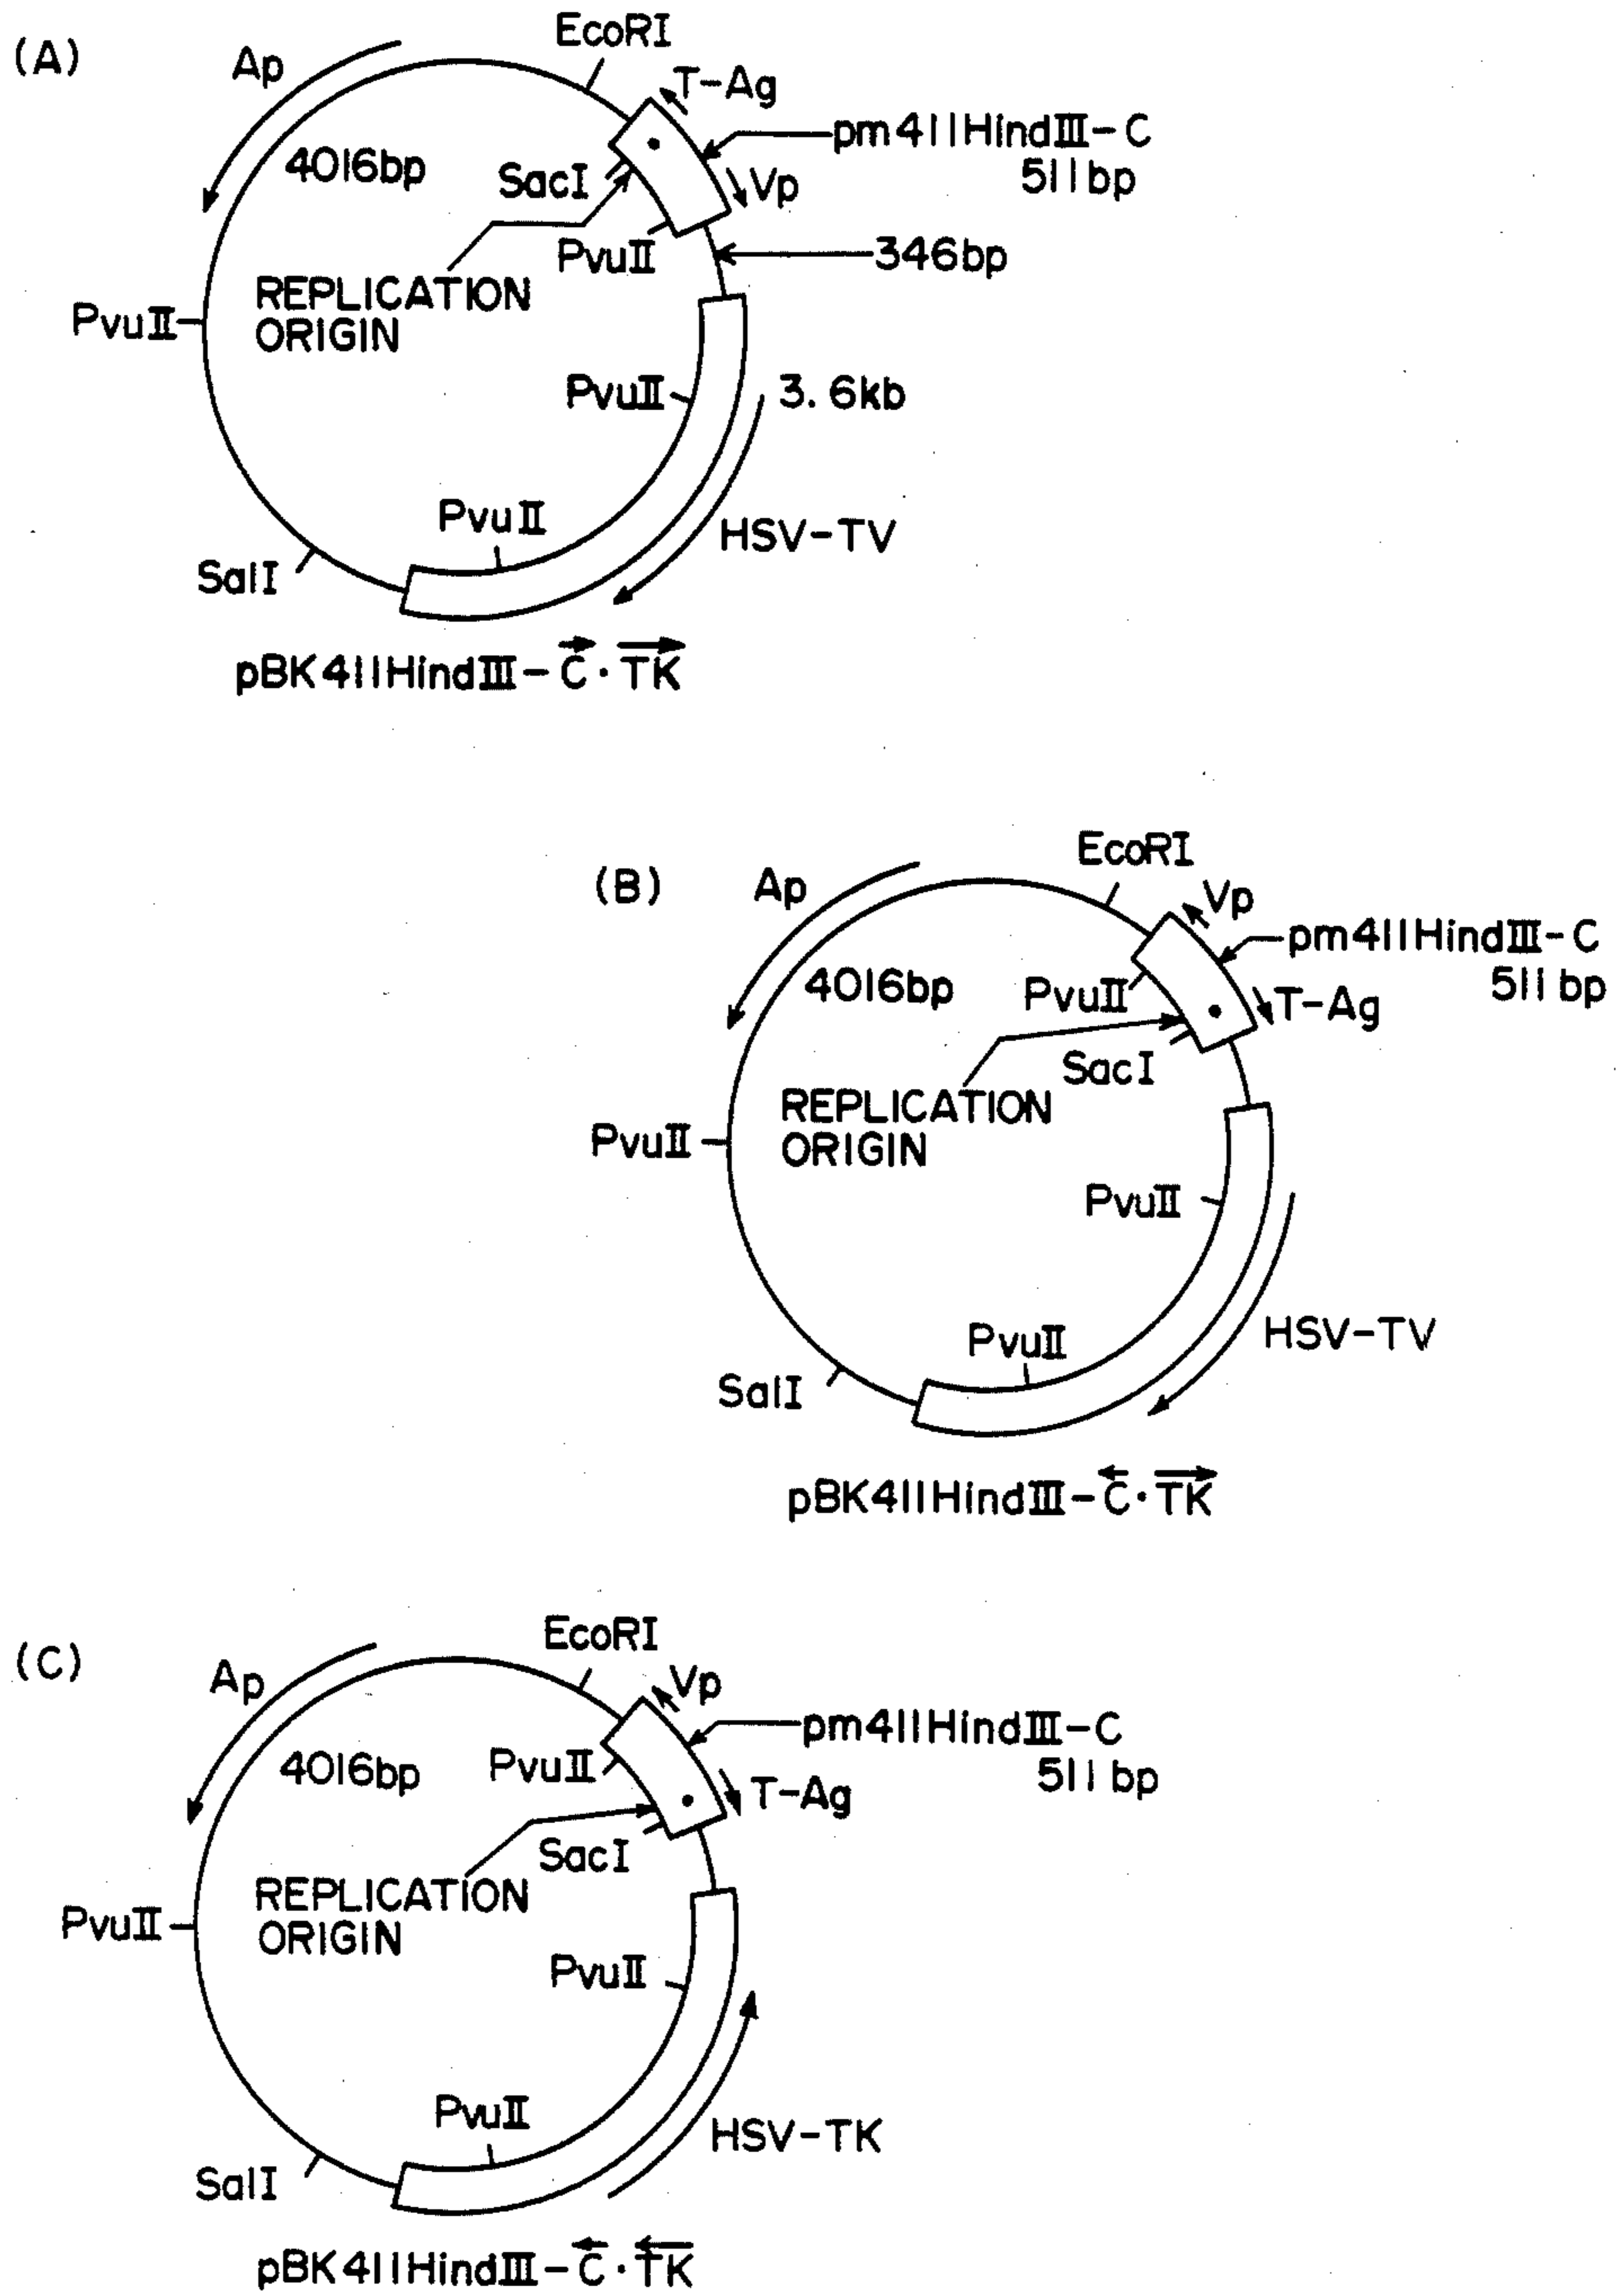 (A)
EcoRI
Ap
T-Ag
pm411HindIII-C
511bp
4016bp
SacI
Vp
PvuII
346bp
REPLICATION
ORIGIN
PvuII
PvuII
3.6kb
PvuII
HSV-TV
SalI
pBK411HindIII-C·TK
(B)
EcoRI
Ap
Vp
pm411HindIII-C
511bp
4016bp
PvuII
T-Ag
SacI
REPLICATION
ORIGIN
PvuII
PvuII
HSV-TV
PvuII
SalI
pBK411HindIII-C·TK
(C)
EcoRI
Ap
Vp
pm411HindIII-C
511bp
4016bp
PvuII
T-Ag
SacI
REPLICATION
ORIGIN
PvuII
PvuII
PvuII
HSV-TK
SalI
pBK411HindIII-C·TK